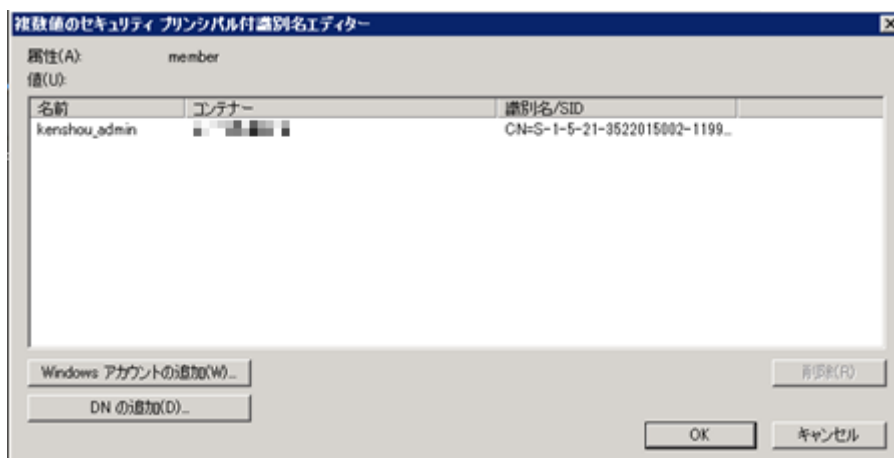 複数値のセキュリティ プリンシパル付識別名エディター
属性(A): member
値(U):
名前 コンテナー 識別名/SID
kenshou_admin CN=S-1-5-21-3522015002-1199...
Windows アカウントの追加(W)... 削除(R)
DN の追加(D)...
OK キャンセル